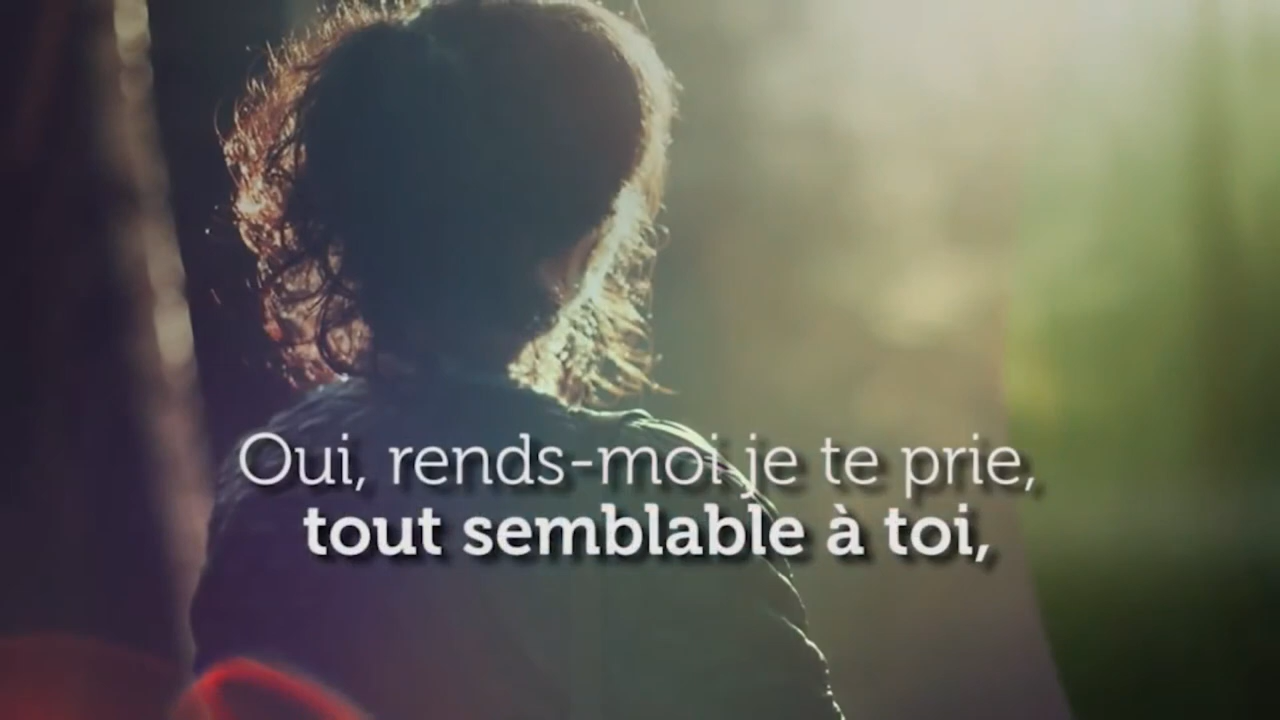 Oui, rends-moi je te prie,
tout semblable à toi,